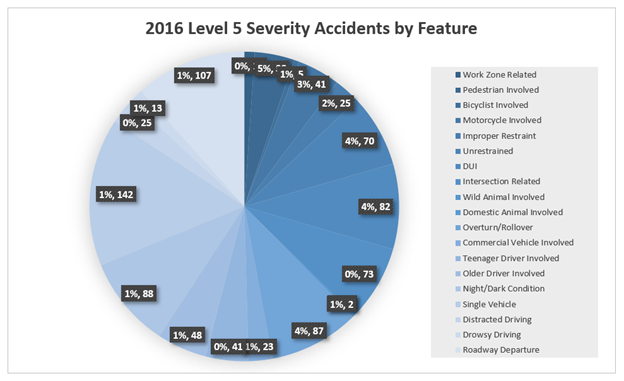 2016 Level 5 Severity Accidents by Feature
0%,
5%,
1%, 5
3%, 41
2%, 25
4%, 70
4%, 82
0%, 73
1%, 2
4%, 87
1%, 23
0%, 41
1%, 48
1%, 88
1%, 142
0%, 25
1%, 13
1%, 107
Work Zone Related
Pedestrian Involved
Bicyclist Involved
Motorcycle Involved
Improper Restraint
Unrestrained
DUI
Intersection Related
Wild Animal Involved
Domestic Animal Involved
Overturn/Rollover
Commercial Vehicle Involved
Teenager Driver Involved
Older Driver Involved
Night/Dark Condition
Single Vehicle
Distracted Driving
Drowsy Driving
Roadway Departure